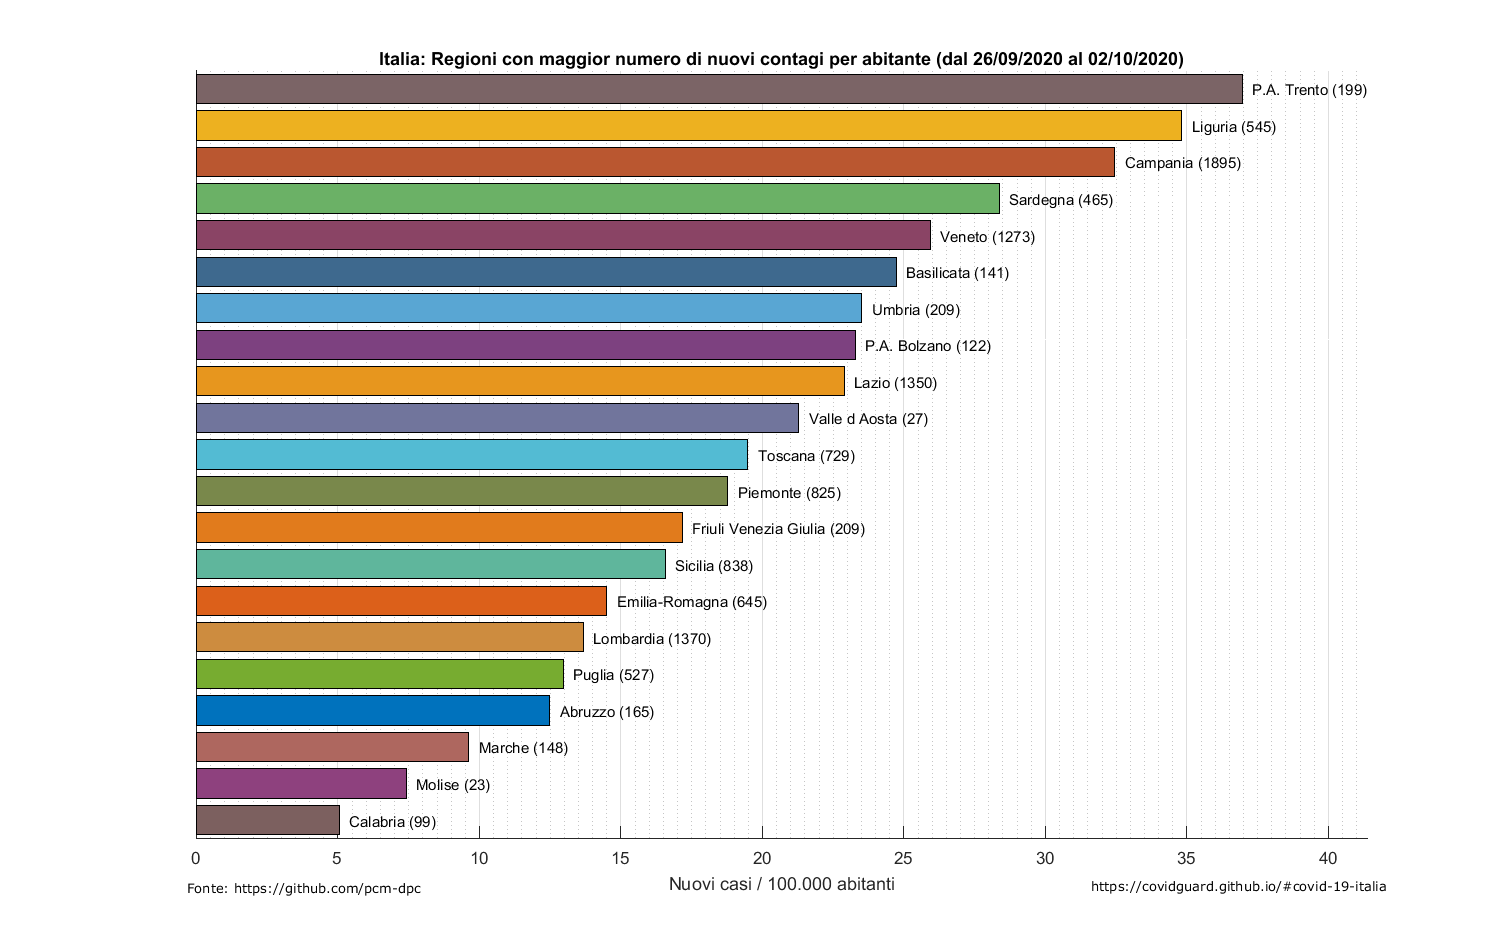 Italia: Regioni con maggior numero di nuovi contagi per abitante (dal 26/09/2020 al 02/10/2020)
P.A. Trento (199)
Liguria (545)
Campania (1895)
Sardegna (465)
Veneto (1273)
Basilicata (141)
Umbria (209)
P.A. Bolzano (122)
Lazio (1350)
Valle d Aosta (27)
Toscana (729)
Piemonte (825)
Friuli Venezia Giulia (209)
Sicilia (838)
Emilia-Romagna (645)
Lombardia (1370)
Puglia (527)
Abruzzo (165)
Marche (148)
Molise (23)
Calabria (99)
0 5 10 15 20 25 30 35 40
Nuovi casi / 100.000 abitanti
Fonte: https://github.com/pcm-dpc
https://covidguard.github.io/#covid-19-italia